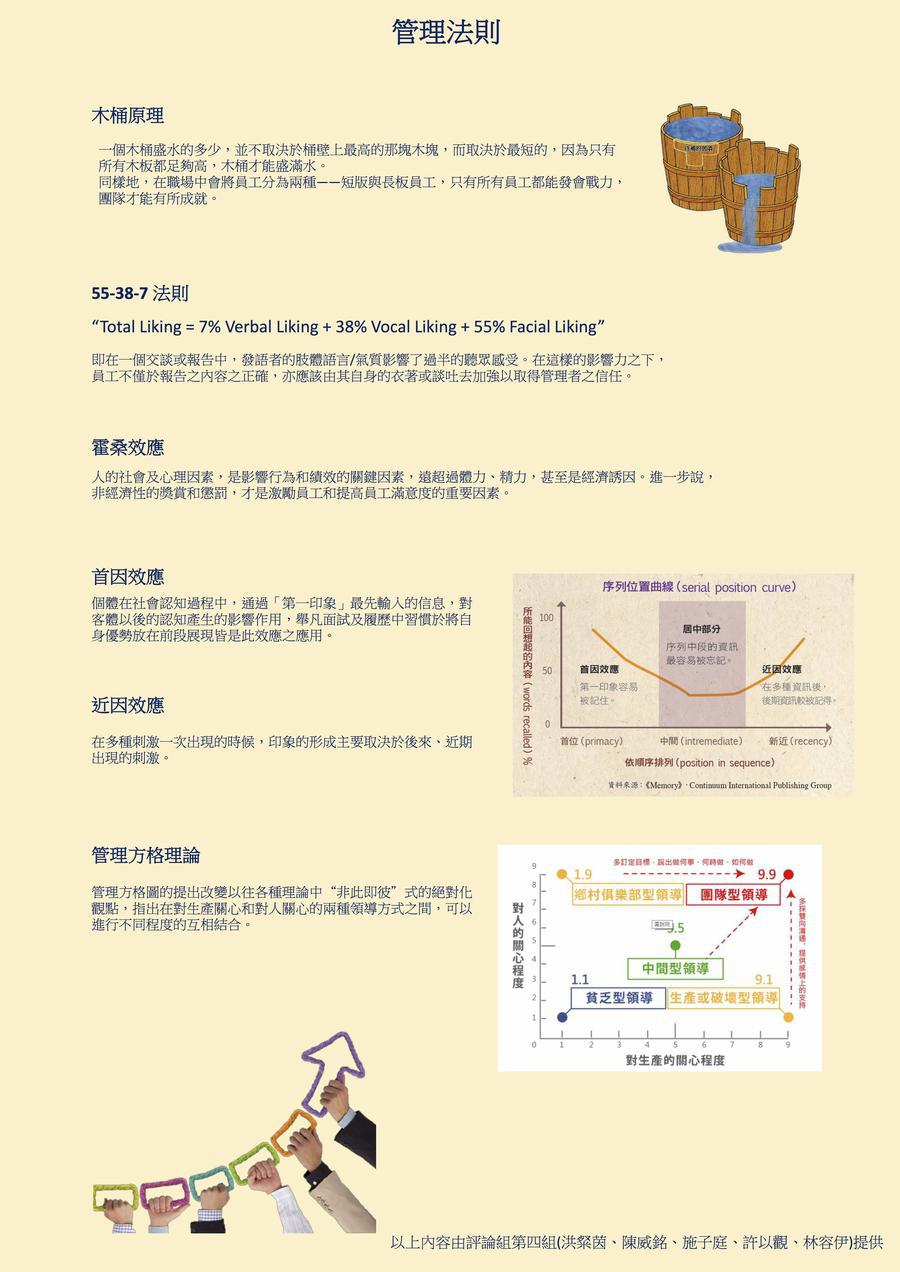 管理法則
木桶原理
一個木桶盛水的多少，並不取決於桶壁上最高的那塊木塊，而取決於最短的，因為只有
所有木板都足夠高，木桶才能盛滿水。
同樣地，在職場中會將員工分為兩種——短版與長板員工，只有所有員工都能發會戰力，
團隊才能有所成就。
55-38-7 法則
“Total Liking = 7% Verbal Liking + 38% Vocal Liking + 55% Facial Liking”
即在一個交談或報告中，發語者的肢體語言/氣質影響了過半的聽眾感受。在這樣的影響力之下，
員工不僅於報告之內容之正確，亦應該由其自身的衣著或談吐去加強以取得管理者之信任。
霍桑效應
人的社會及心理因素，是影響行為和績效的關鍵因素，遠超過體力、精力，甚至是經濟誘因。進一步說，
非經濟性的獎賞和懲罰，才是激勵員工和提高員工滿意度的重要因素。
首因效應
個體在社會認知過程中，通過「第一印象」最先輸入的信息，對
客體以後的認知產生的影響作用，舉凡面試及履歷中習慣於將自
身優勢放在前段展現皆是此效應之應用。
近因效應
在多種刺激一次出現的時候，印象的形成主要取決於後來、近期
出現的刺激。
序列位置曲線（serial position curve）
所能回想起的內容（words recalled）%
100
50
0
居中部分
序列中段的資訊
最容易被忘記。
首因效應
第一印象容易
被記住。
近因效應
在多種資訊後，
後期資訊較被記得。
首位（primacy）
中間（intremediate）
新近（recency）
依順序排列（position in sequence）
資料來源：《Memory》，Continuum International Publishing Group
管理方格理論
管理方格圖的提出改變以往各種理論中“非此即彼”式的絕對化
觀點，指出在對生產關心和對人關心的兩種領導方式之間，可以
進行不同程度的互相結合。
多訂定目標，說出做何事、何時做、如何做
1.9
9.9
鄉村俱樂部型領導
團隊型領導
5.5
中間型領導
1.1
9.1
貧乏型領導
生產或破壞型領導
多採雙向溝通，提供感情上的支持
對人的關心程度
9
8
7
6
5
4
3
2
1
0 1 2 3 4 5 6 7 8 9
對生產的關心程度
以上內容由評論組第四組(洪粲茵、陳威銘、施子庭、許以觀、林容伊)提供